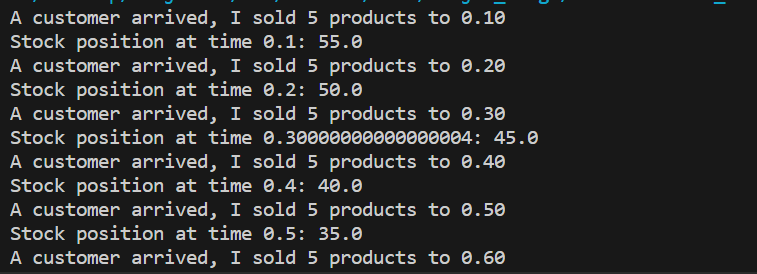 A customer arrived, I sold 5 products to 0.10
Stock position at time 0.1: 55.0
A customer arrived, I sold 5 products to 0.20
Stock position at time 0.2: 50.0
A customer arrived, I sold 5 products to 0.30
Stock position at time 0.30000000000000004: 45.0
A customer arrived, I sold 5 products to 0.40
Stock position at time 0.4: 40.0
A customer arrived, I sold 5 products to 0.50
Stock position at time 0.5: 35.0
A customer arrived, I sold 5 products to 0.60